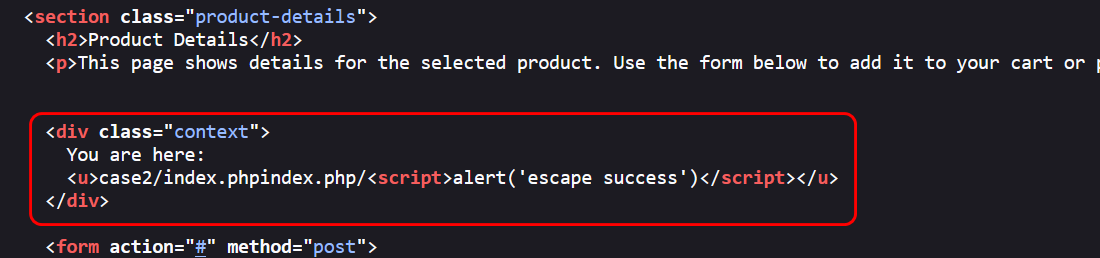 <section class="product-details">
<h2>Product Details</h2>
<p>This page shows details for the selected product. Use the form below to add it to your cart or
<div class="context">
You are here:
<u>case2/index.phpindex.php/<script>alert('escape success')</script></u>
</div>
<form action="#" method="post">